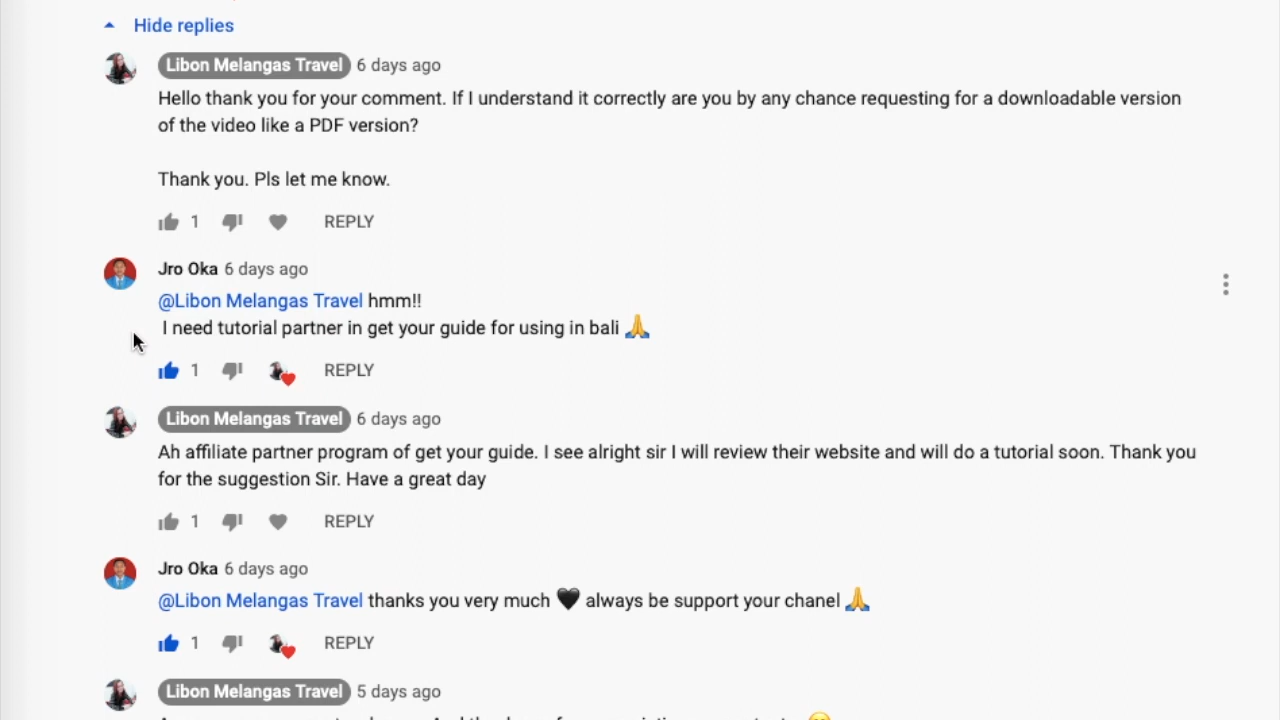 Hide replies
Libon Melangas Travel 6 days ago
Hello thank you for your comment. If I understand it correctly are you by any chance requesting for a downloadable version
of the video like a PDF version?
Thank you. Pls let me know.
1 REPLY
Jro Oka 6 days ago
@Libon Melangas Travel hmm!!
I need tutorial partner in get your guide for using in bali 🙏
1 REPLY
Libon Melangas Travel 6 days ago
Ah affiliate partner program of get your guide. I see alright sir I will review their website and will do a tutorial soon. Thank you
for the suggestion Sir. Have a great day
1 REPLY
Jro Oka 6 days ago
@Libon Melangas Travel thanks you very much 🖤 always be support your chanel 🙏
1 REPLY
Libon Melangas Travel 5 days ago